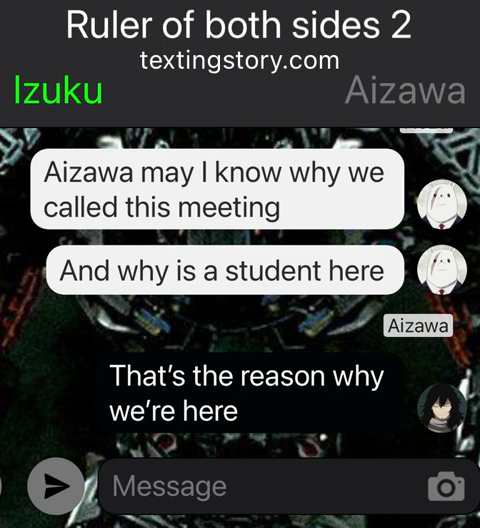 Ruler of both sides 2
textingstory.com
Izuku Aizawa
Aizawa may I know why we
called this meeting
And why is a student here
Aizawa
That’s the reason why
we’re here
Message